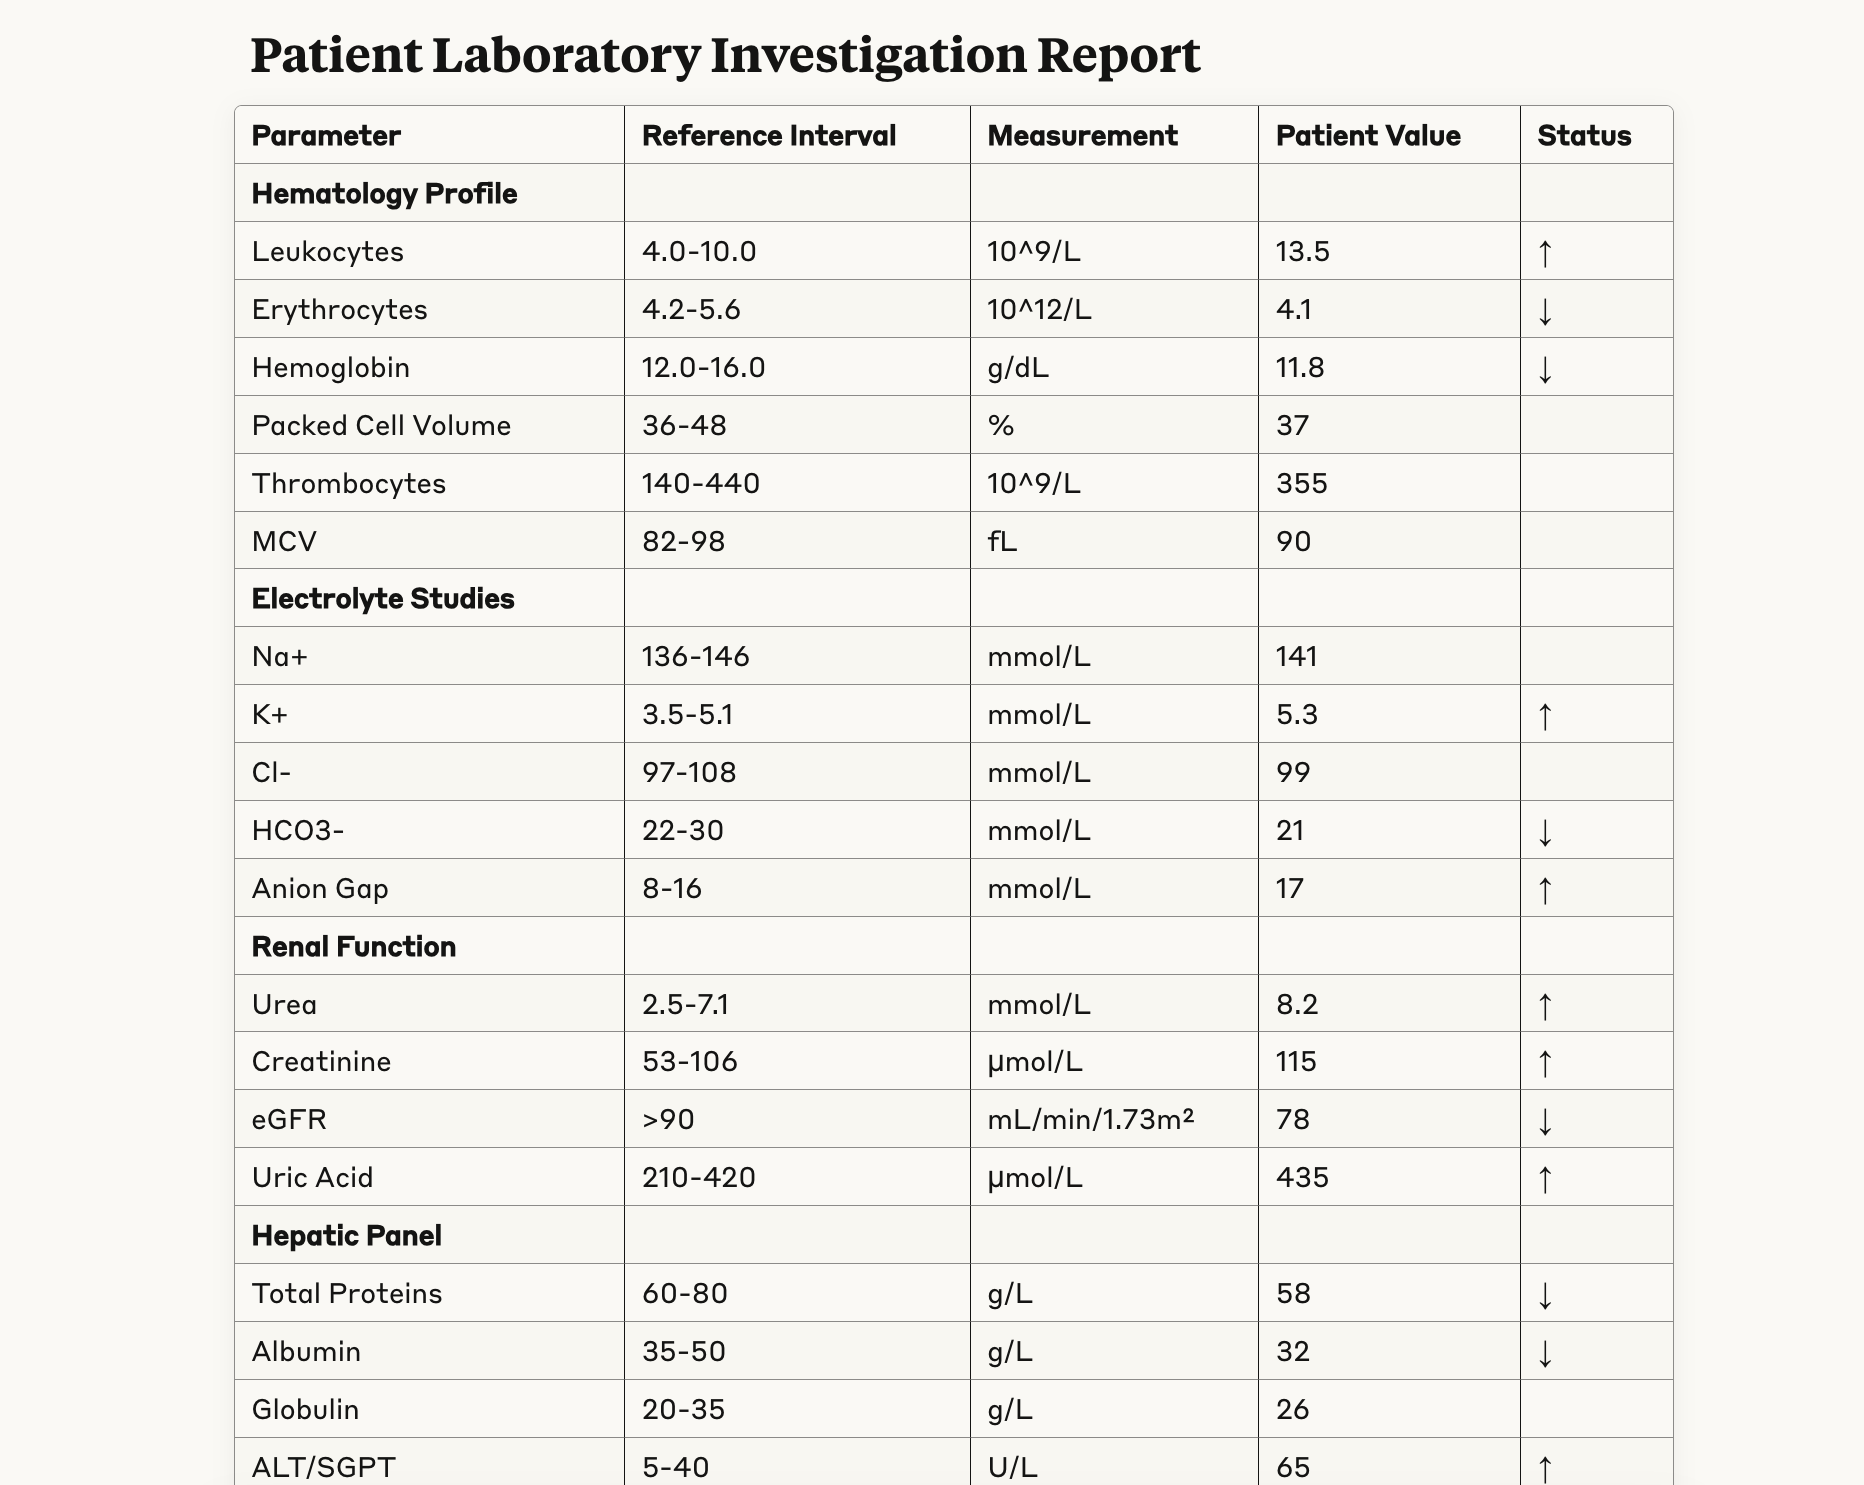 Patient Laboratory Investigation Report
Parameter Reference Interval Measurement Patient Value Status
Hematology Profile
Leukocytes 4.0-10.0 10^9/L 13.5 ↑
Erythrocytes 4.2-5.6 10^12/L 4.1 ↓
Hemoglobin 12.0-16.0 g/dL 11.8 ↓
Packed Cell Volume 36-48 % 37
Thrombocytes 140-440 10^9/L 355
MCV 82-98 fL 90
Electrolyte Studies
Na+ 136-146 mmol/L 141
K+ 3.5-5.1 mmol/L 5.3 ↑
Cl- 97-108 mmol/L 99
HCO3- 22-30 mmol/L 21 ↓
Anion Gap 8-16 mmol/L 17 ↑
Renal Function
Urea 2.5-7.1 mmol/L 8.2 ↑
Creatinine 53-106 μmol/L 115 ↑
eGFR >90 mL/min/1.73m² 78 ↓
Uric Acid 210-420 μmol/L 435 ↑
Hepatic Panel
Total Proteins 60-80 g/L 58 ↓
Albumin 35-50 g/L 32 ↓
Globulin 20-35 g/L 26
ALT/SGPT 5-40 U/L 65 ↑